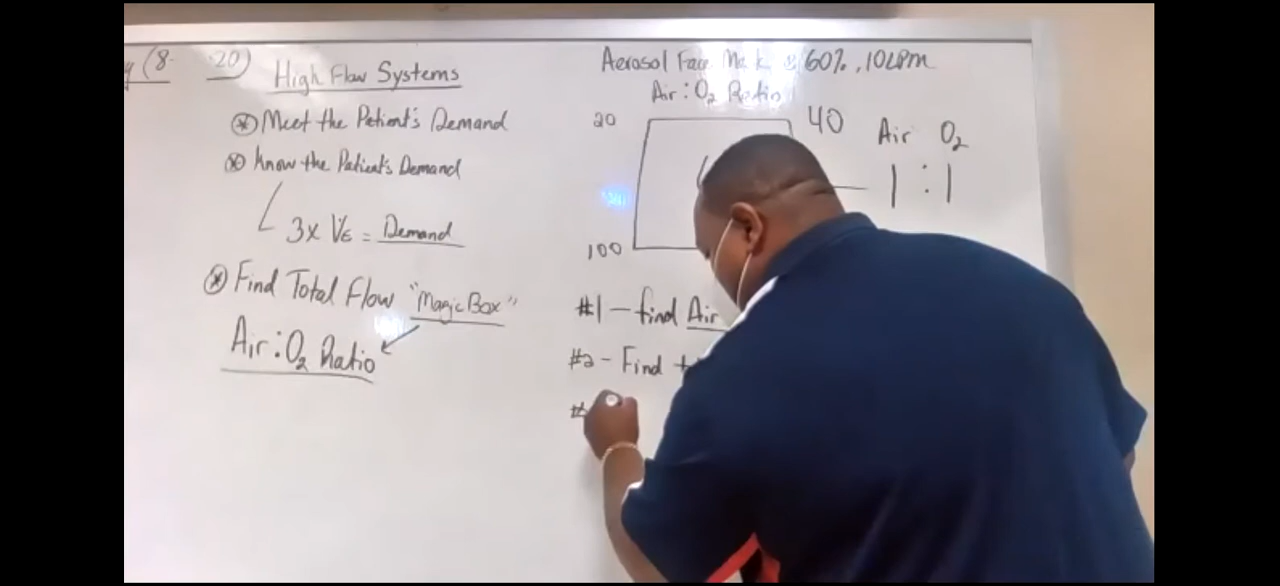 y (8- 20)
High Flow Systems
Meet the Patient's Demand
Know the Patient's Demand
3x VE = Demand
Find Total Flow "Magic Box"
Air:O2 Ratio
Aerosol Face Mask @ 60%, 10LPM
Air:O2 Ratio
20
40
Air O2
1:1
100
#1 - find Air
#2 - Find
#